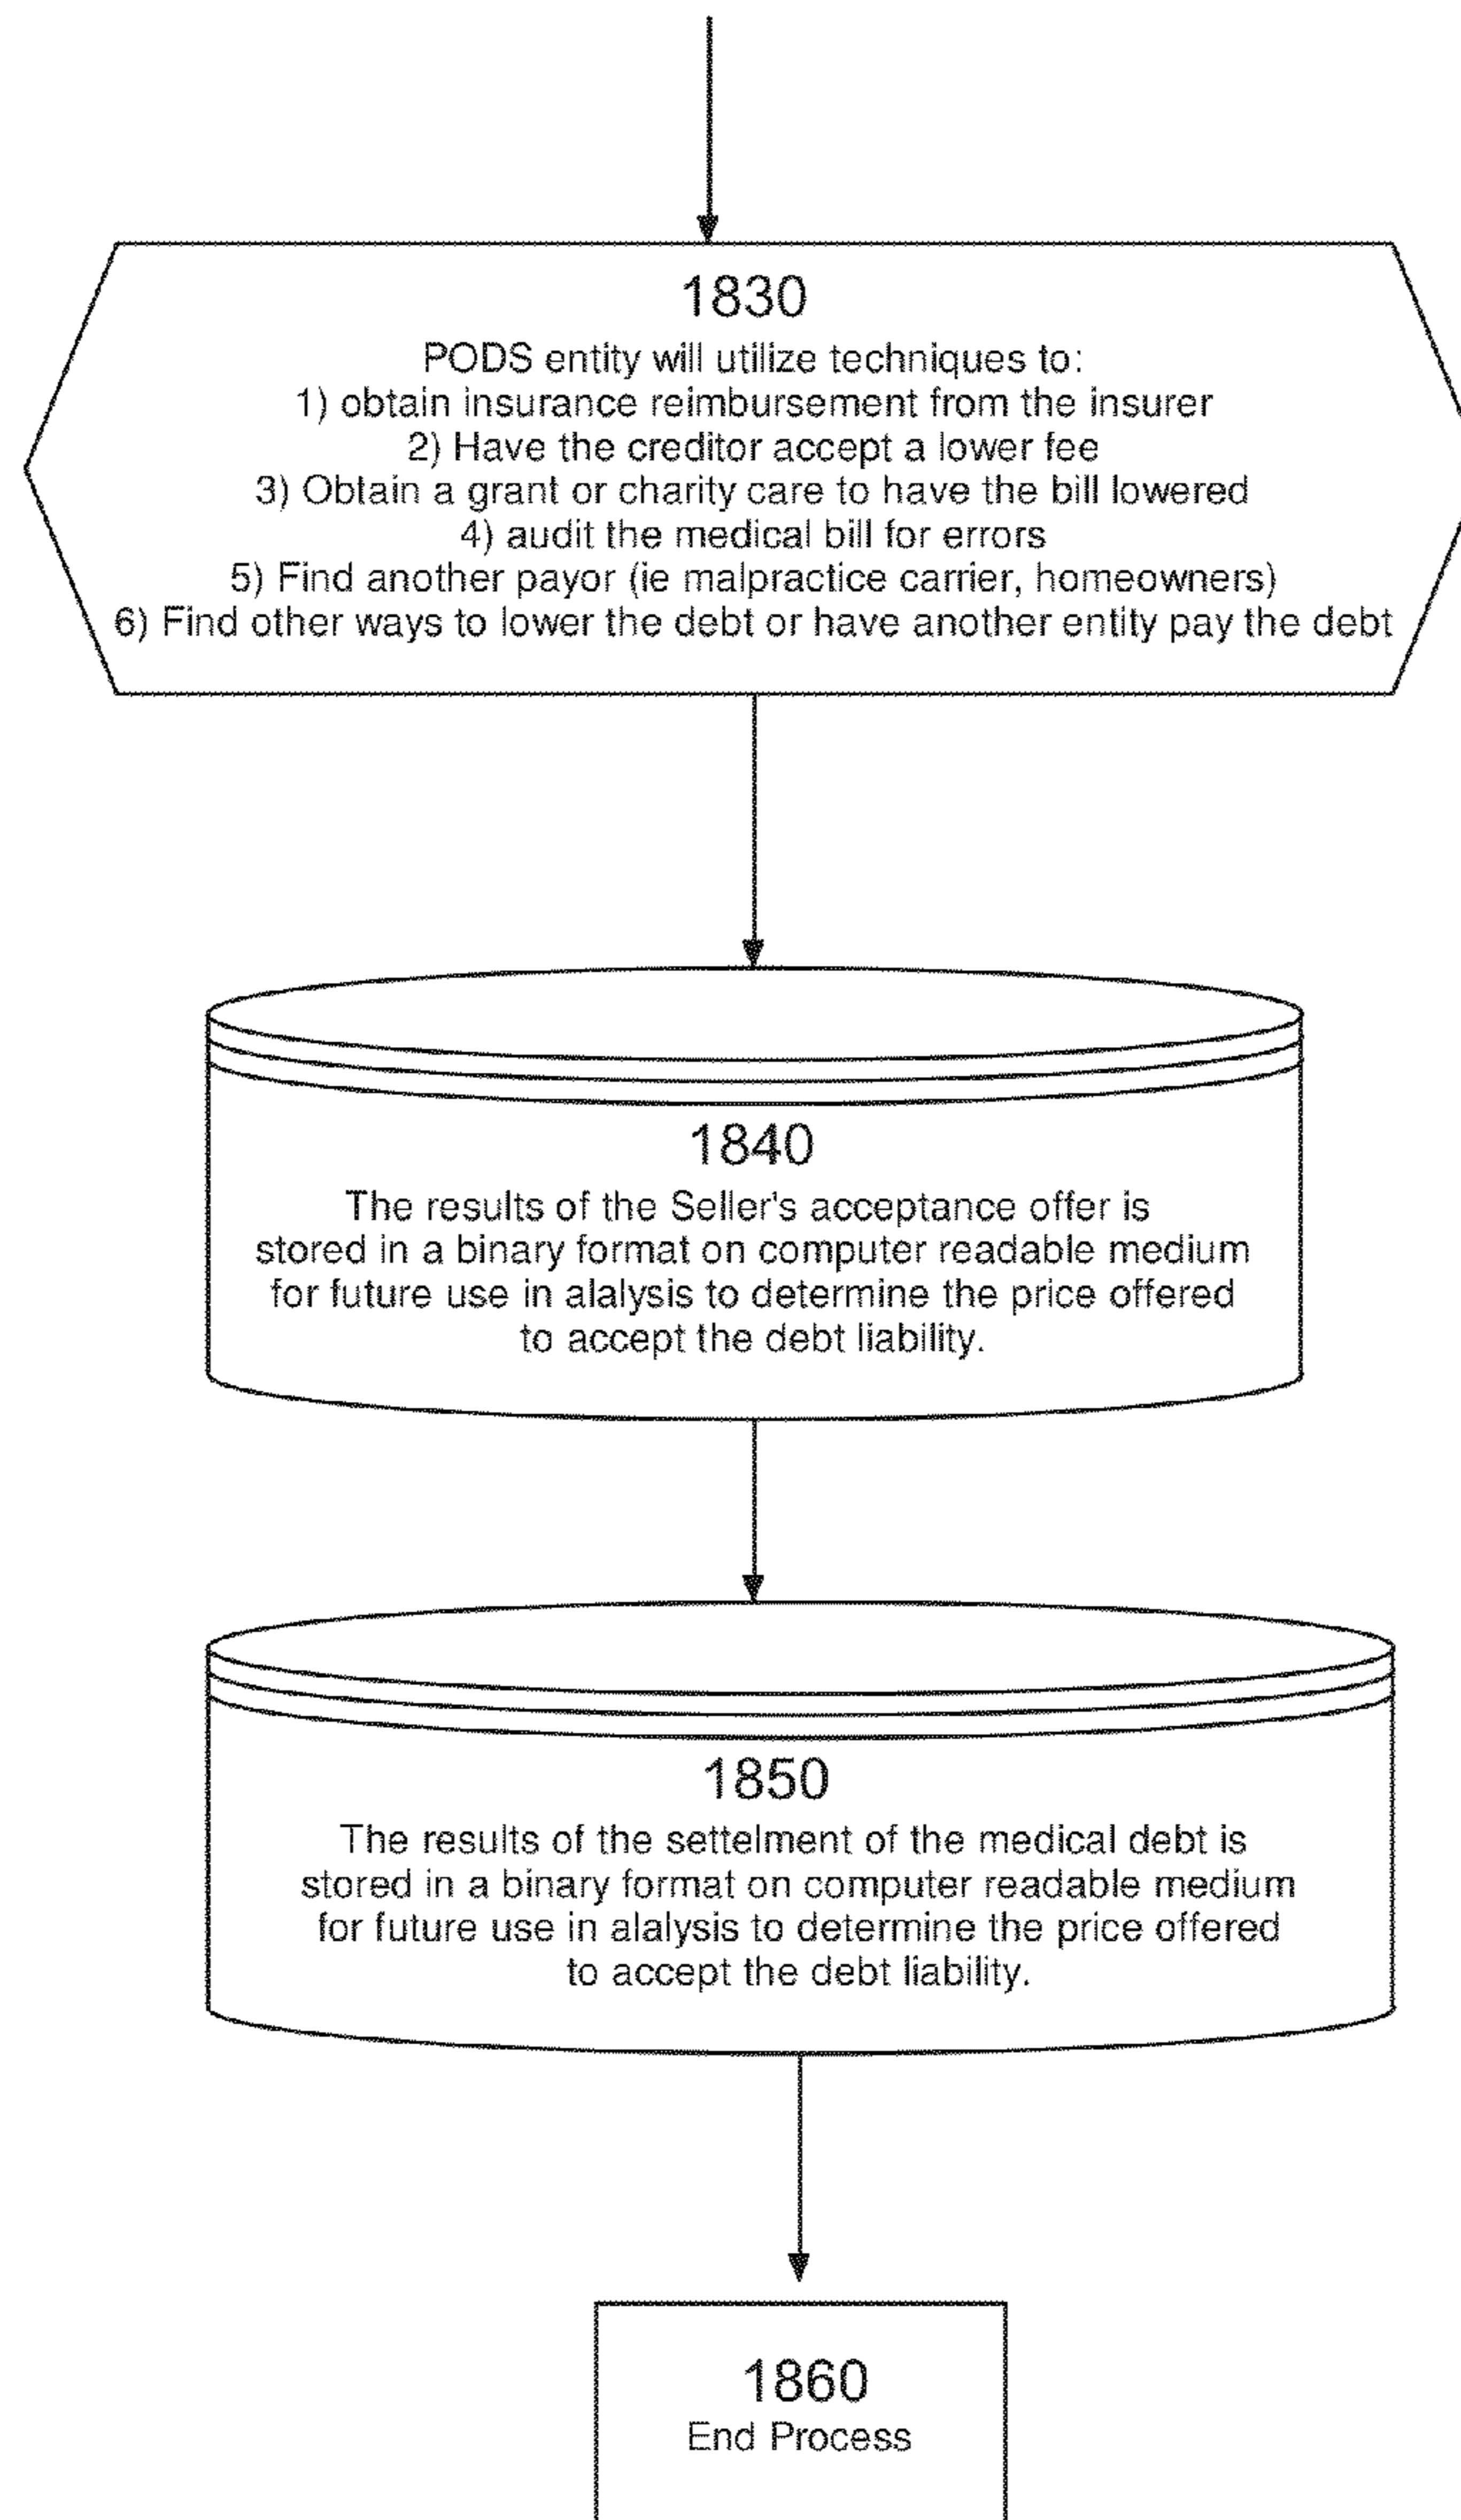 1830
PODS entity will utilize techniques to:
1) obtain insurance reimbursement from the insurer
2) Have the creditor accept a lower fee
3) Obtain a grant or charity care to have the bill lowered
4) audit the medical bill for errors
5) Find another payor (ie malpractice carrier, homeowners)
6) Find other ways to lower the debt or have another entity pay the debt
1840
The results of the Seller's acceptance offer is
stored in a binary format on computer readable medium
for future use in alalysis to determine the price offered
to accept the debt liability.
1850
The results of the settelment of the medical debt is
stored in a binary format on computer readable medium
for future use in alalysis to determine the price offered
to accept the debt liability.
1860
End Process